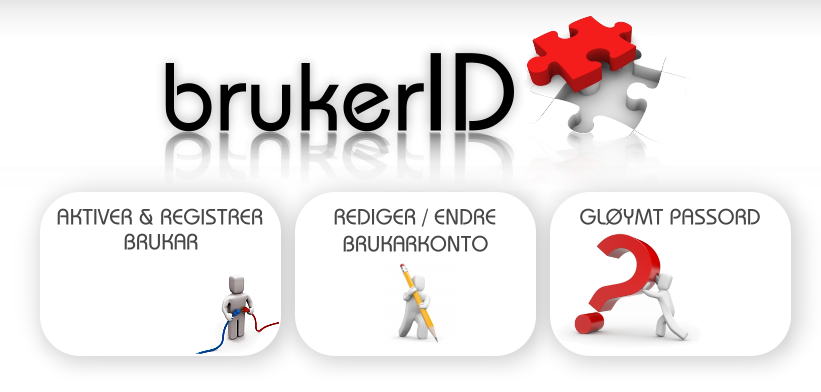 brukerID
AKTIVER & REGISTRER
BRUKAR
REDIGER / ENDRE
BRUKARKONTO
GLØYMT PASSORD